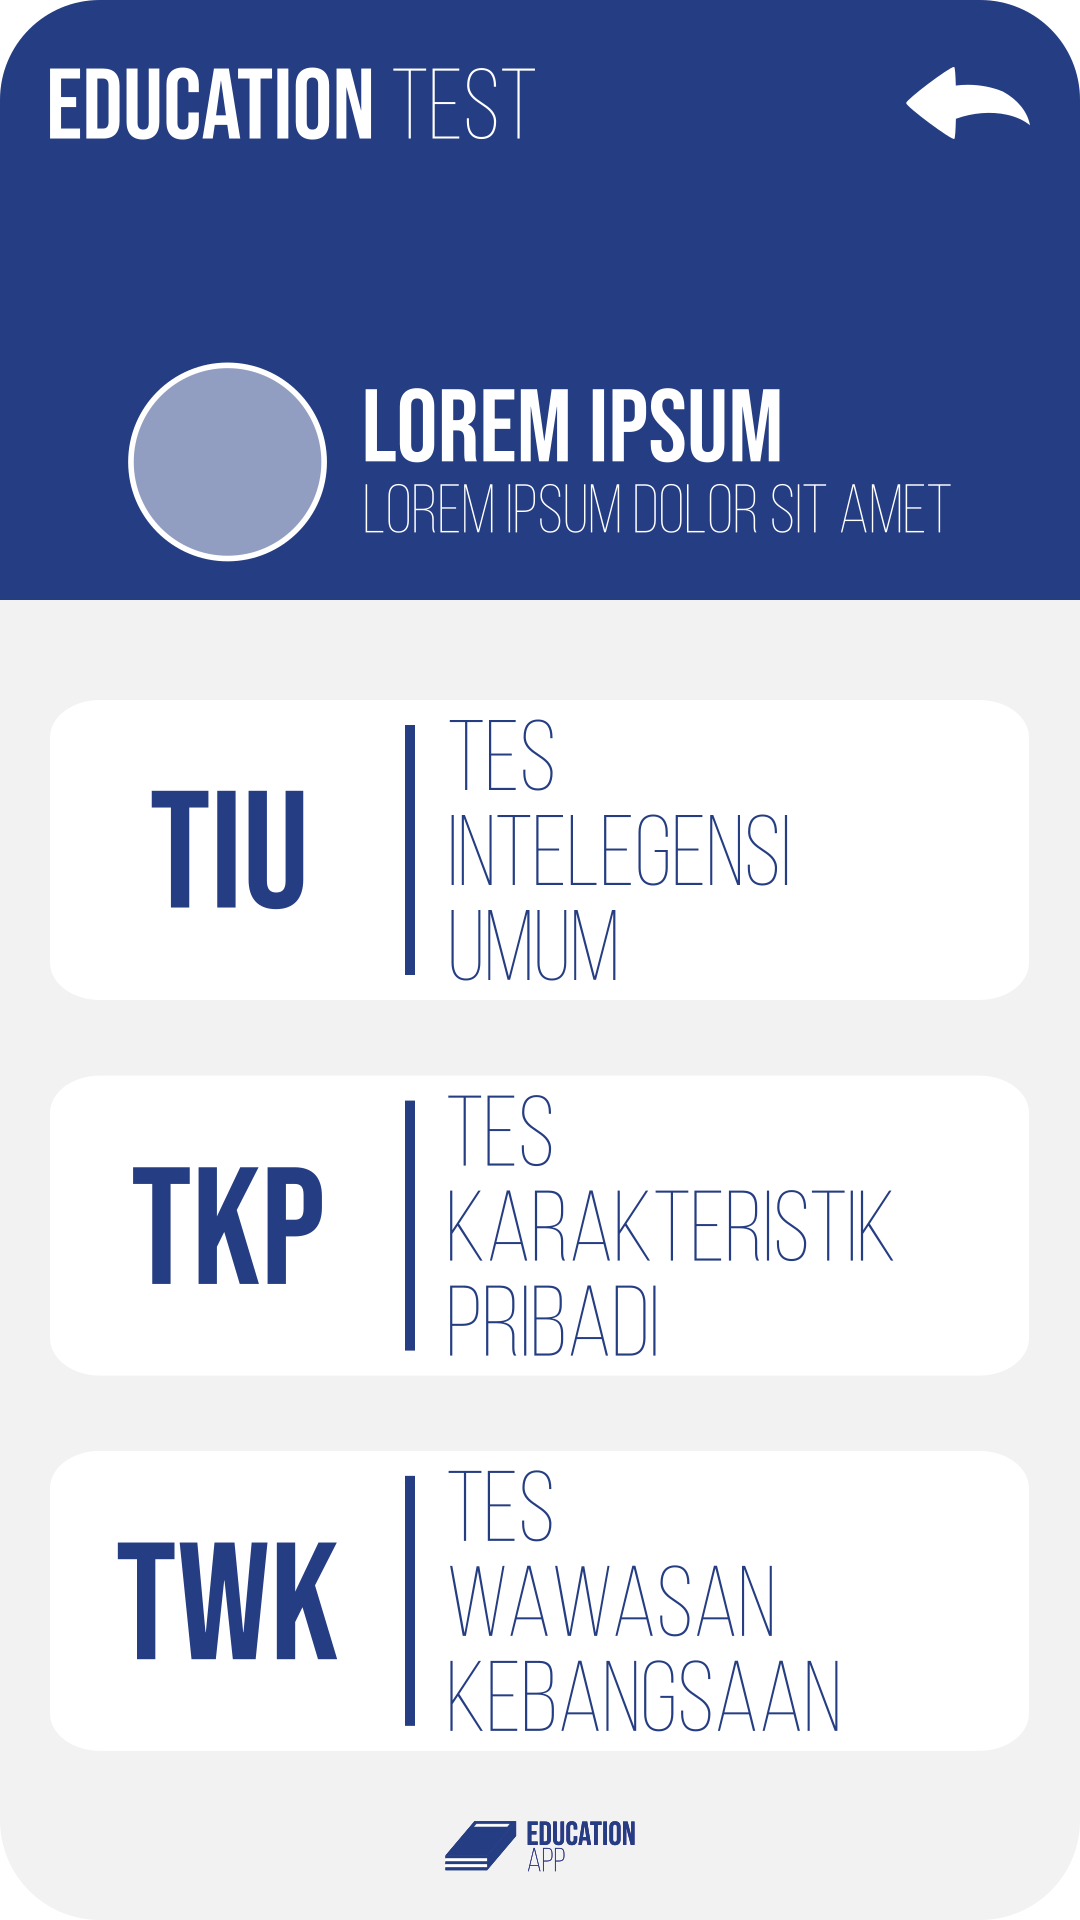 EDUCATION TEST
LOREM IPSUM
LOREM IPSUM DOLOR SIT AMET
TIU
TES
INTELEGENSI
UMUM
TKP
TES
KARAKTERISTIK
PRIBADI
TWK
TES
WAWASAN
KEBANGSAAN
EDUCATION
APP